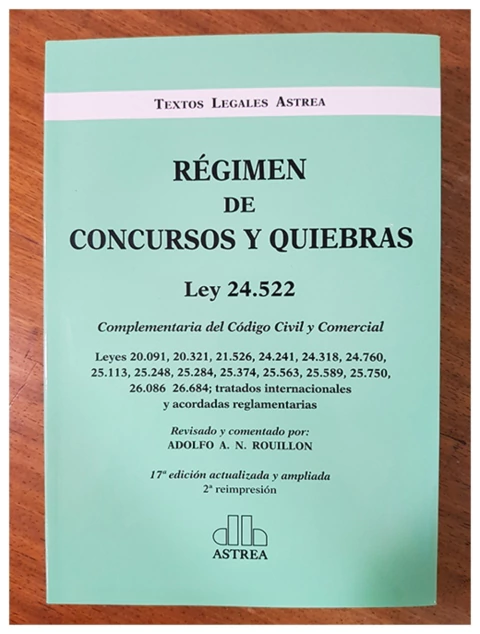 TEXTOS LEGALES ASTREA
RÉGIMEN
DE
CONCURSOS Y QUIEBRAS
Ley 24.522
Complementaria del Código Civil y Comercial
Leyes 20.091, 20.321, 21.526, 24.241, 24.318, 24.760,
25.113, 25.248, 25.284, 25.374, 25.563, 25.589, 25.750,
26.086 26.684; tratados internacionales
y acordadas reglamentarias
Revisado y comentado por:
ADOLFO A. N. ROUILLON
17ª edición actualizada y ampliada
2ª reimpresión
ASTREA